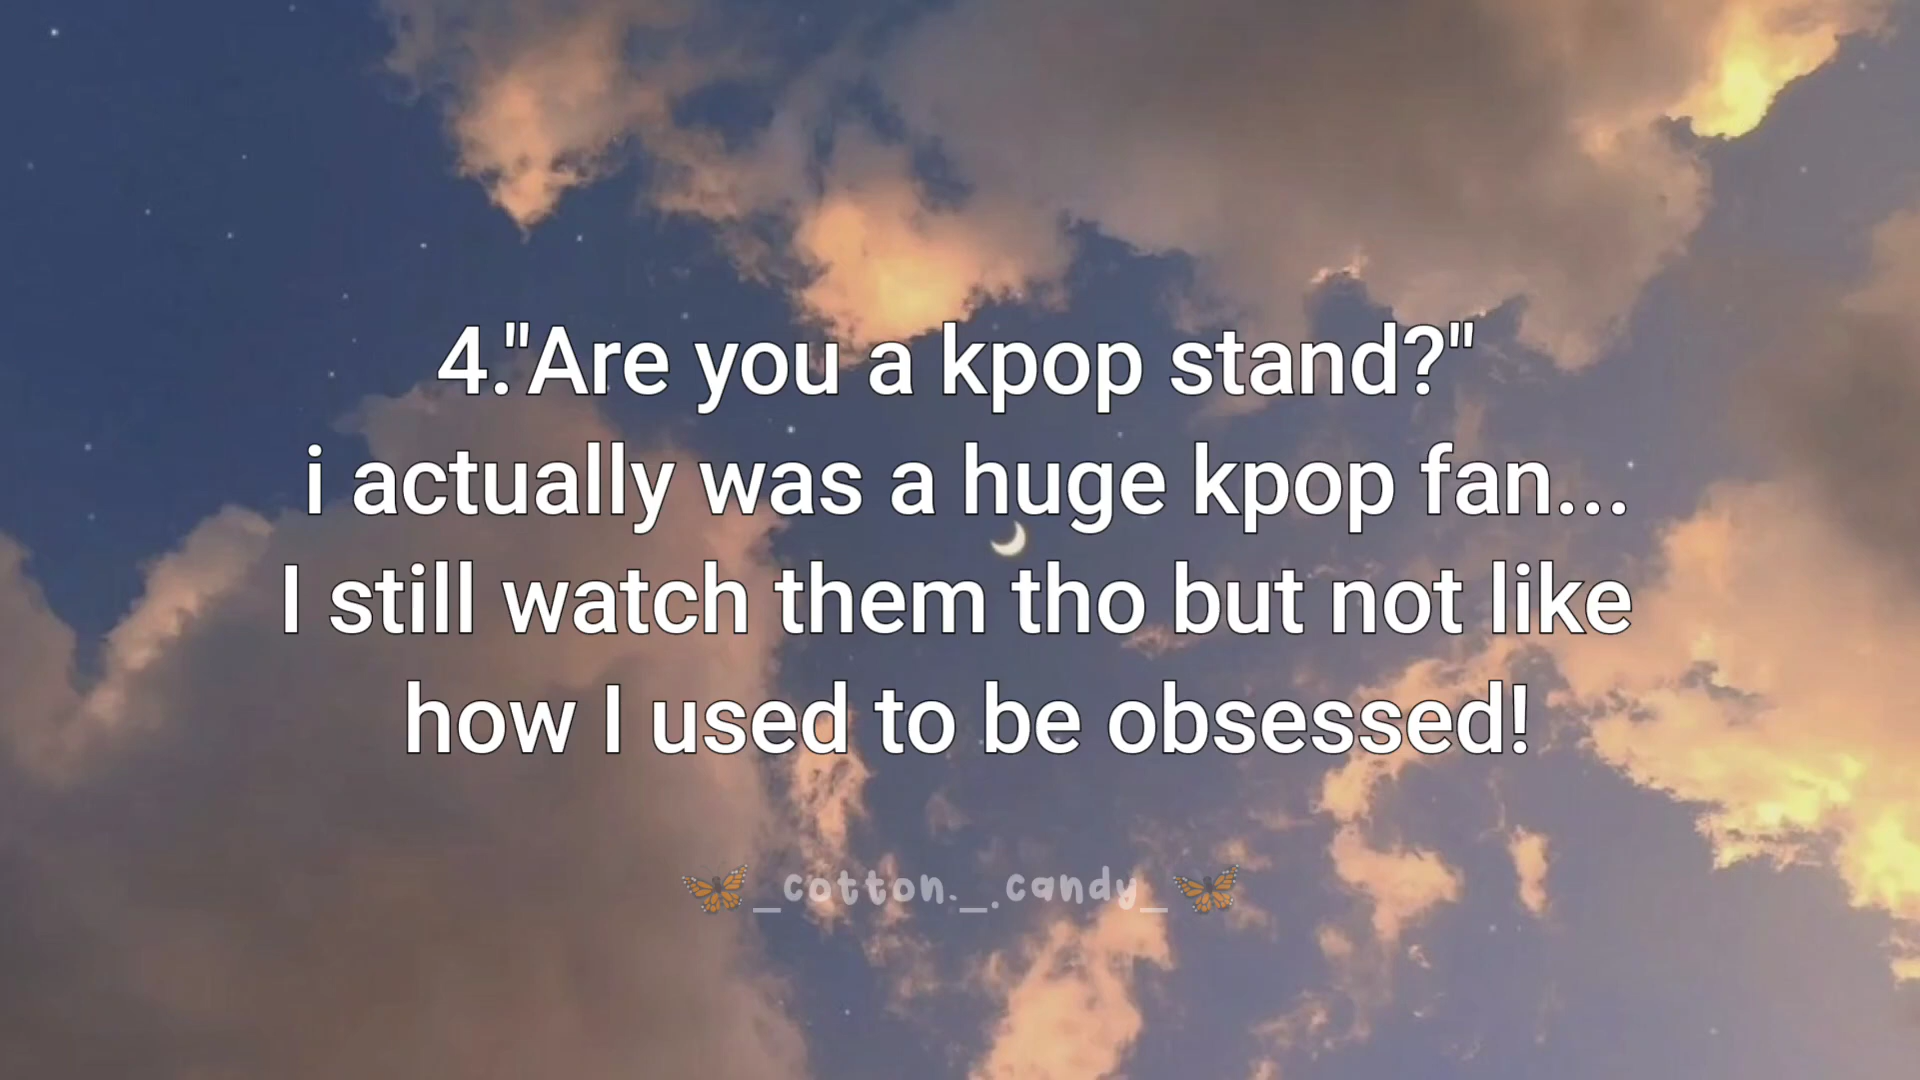 4."Are you a kpop stand?"
i actually was a huge kpop fan...
I still watch them tho but not like
how I used to be obsessed!
🦋_cotton._.candy_🦋